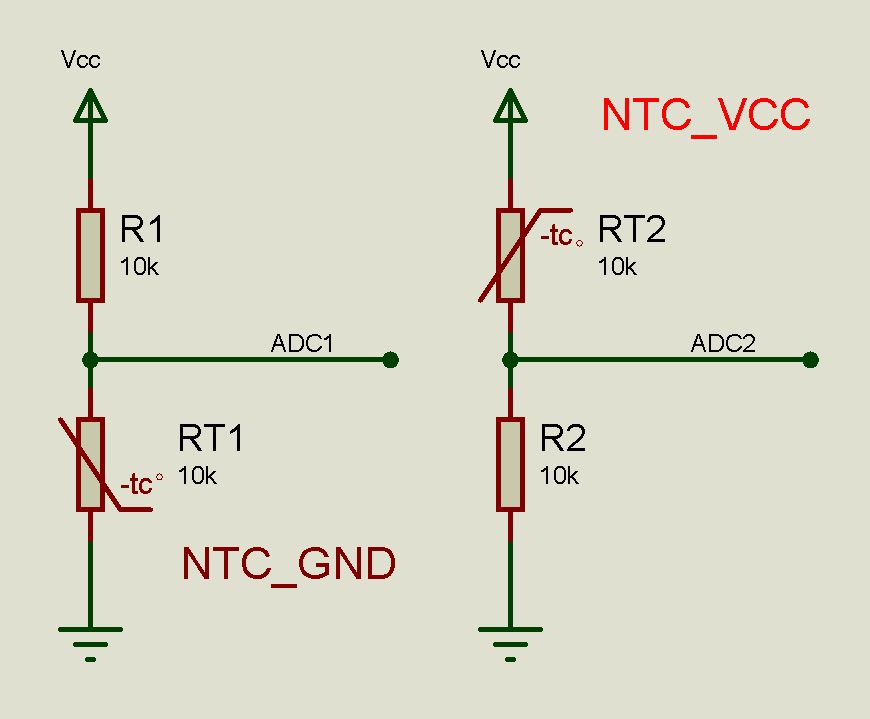 Vcc
R1
10k
ADC1
RT1
-tc°
10k
NTC_GND
Vcc
NTC_VCC
-tc°
RT2
10k
ADC2
R2
10k